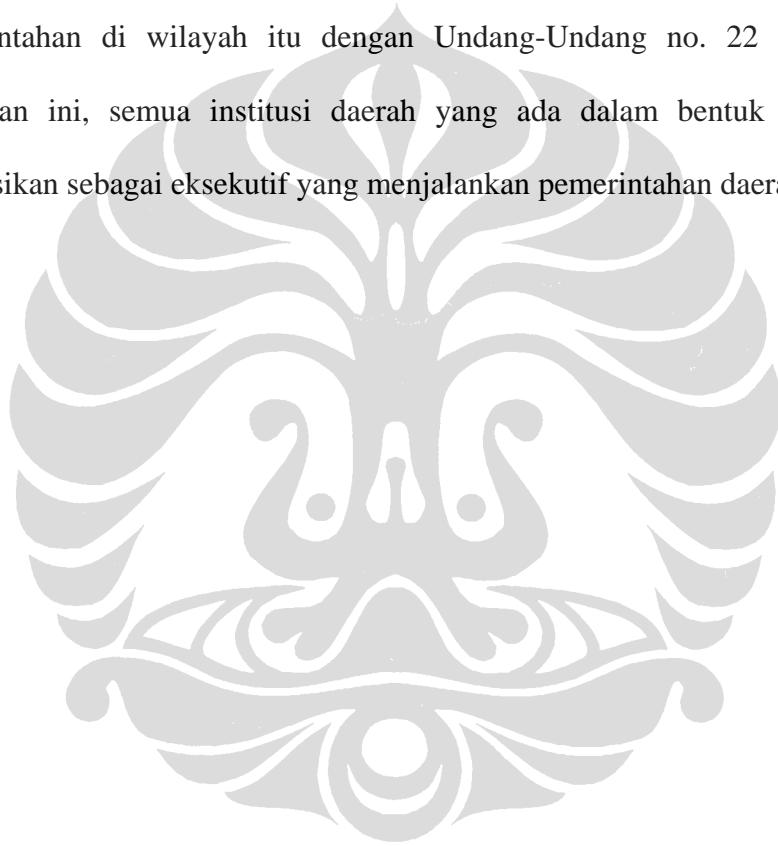 ntahan di wilayah itu dengan Undang-Undang no. 22
an ini, semua institusi daerah yang ada dalam bentuk
sikan sebagai eksekutif yang menjalankan pemerintahan daera